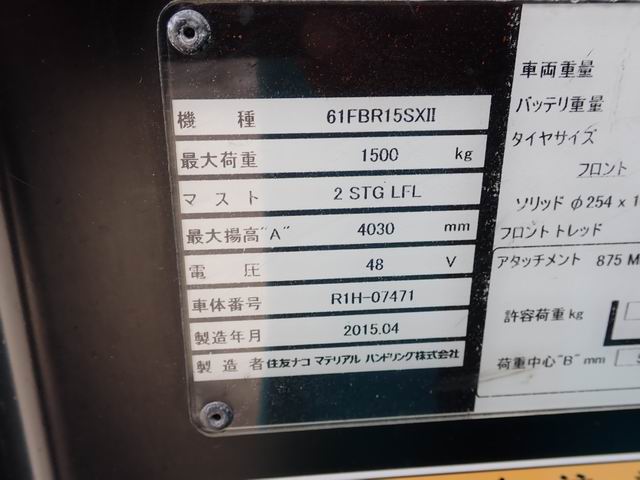 機種 61FBR15SXII
最大荷重 1500 kg
マスト 2 STG LFL
最大揚高"A" 4030 mm
電圧 48 V
車体番号 R1H-07471
製造年月 2015.04
製造者 住友ナコ マテリアル ハンドリング株式会社
車両重量
バッテリ重量
タイヤサイズ
フロント
ソリッド φ254 x 1
フロントトレッド
アタッチメント 875 M
許容荷重 kg
荷重中心"B" mm